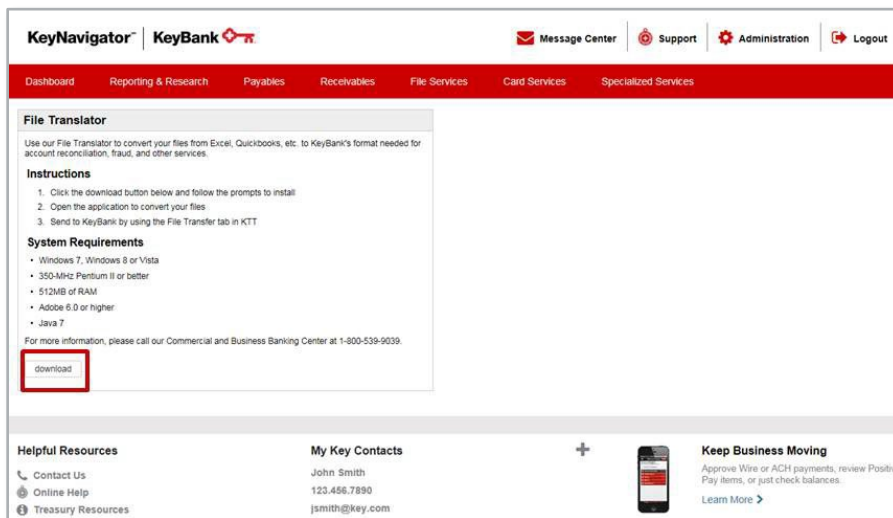 KeyNavigator KeyBank
Message Center Support Administration Logout
Dashboard Reporting & Research Payables Receivables File Services Card Services Specialized Services
File Translator
Use our File Translator to convert your files from Excel, Quickbooks, etc. to KeyBank's format needed for
account reconciliation, fraud, and other services.
Instructions
1. Click the download button below and follow the prompts to install
2. Open the application to convert your files
3. Send to KeyBank by using the File Transfer tab in KTT
System Requirements
• Windows 7, Windows 8 or Vista
• 350-MHz Pentium II or better
• 512MB of RAM
• Adobe 6.0 or higher
• Java 7
For more information, please call our Commercial and Business Banking Center at 1-800-539-9039.
download
Helpful Resources
Contact Us
Online Help
Treasury Resources
My Key Contacts
John Smith
123.456.7890
jsmith@key.com
Keep Business Moving
Approve Wire or ACH payments, review Positiv
Pay items, or just check balances.
Learn More >